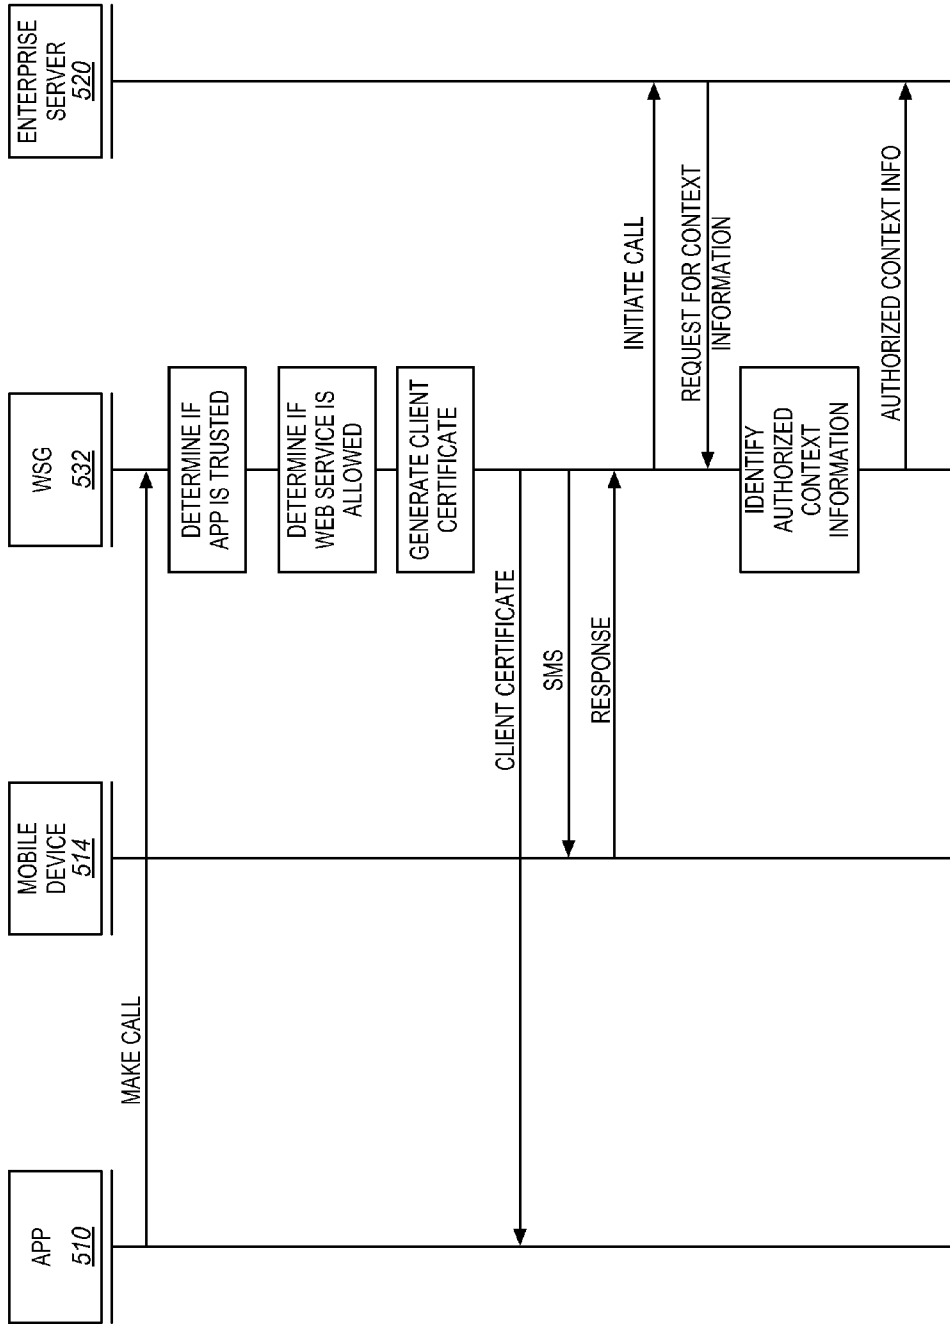 APP
510
MOBILE
DEVICE
514
WSG
532
ENTERPRISE
SERVER
520
MAKE CALL
DETERMINE IF
APP IS TRUSTED
DETERMINE IF
WEB SERVICE IS
ALLOWED
GENERATE CLIENT
CERTIFICATE
CLIENT CERTIFICATE
SMS
RESPONSE
INITIATE CALL
REQUEST FOR CONTEXT
INFORMATION
IDENTIFY
AUTHORIZED
CONTEXT
INFORMATION
AUTHORIZED CONTEXT INFO